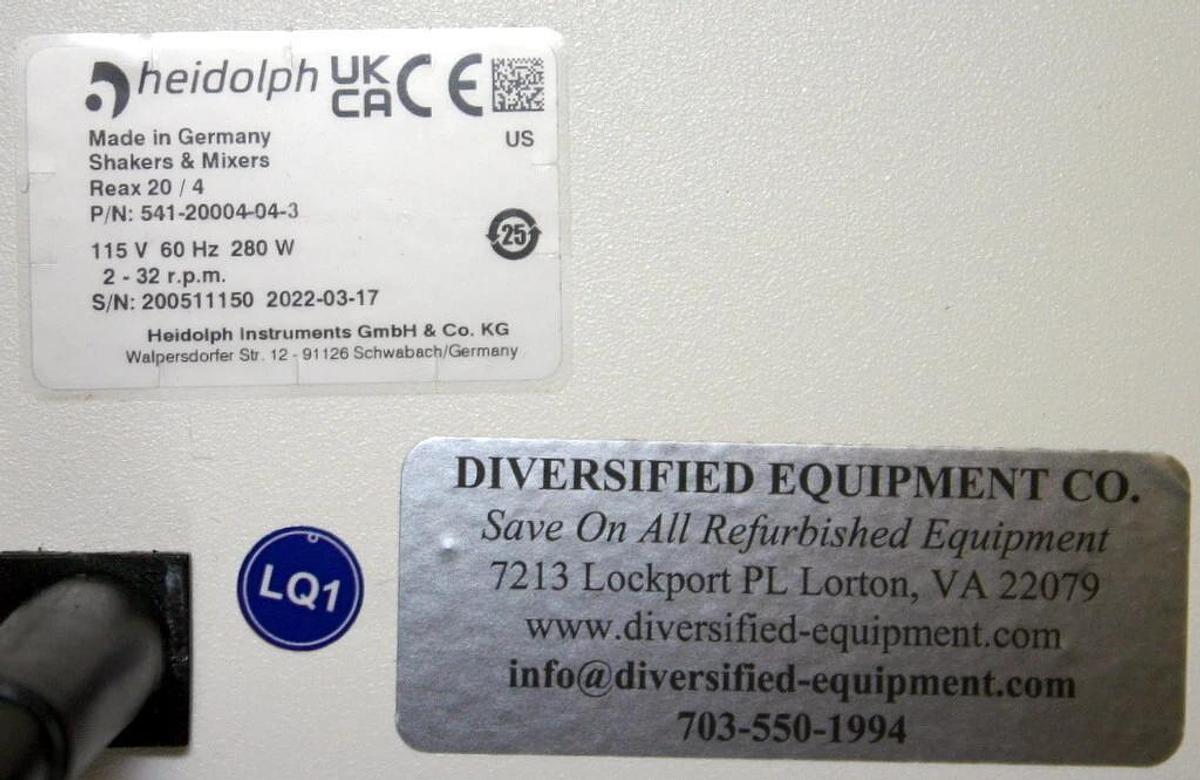 heidolph UK CA CE
Made in Germany US
Shakers & Mixers
Reax 20 / 4
P/N: 541-20004-04-3
25
115 V 60 Hz 280 W
2 - 32 r.p.m.
S/N: 200511150 2022-03-17
Heidolph Instruments GmbH & Co. KG
Walpersdorfer Str. 12 - 91126 Schwabach/Germany
DIVERSIFIED EQUIPMENT CO.
Save On All Refurbished Equipment
7213 Lockport PL Lorton, VA 22079
www.diversified-equipment.com
info@diversified-equipment.com
703-550-1994
LQ1